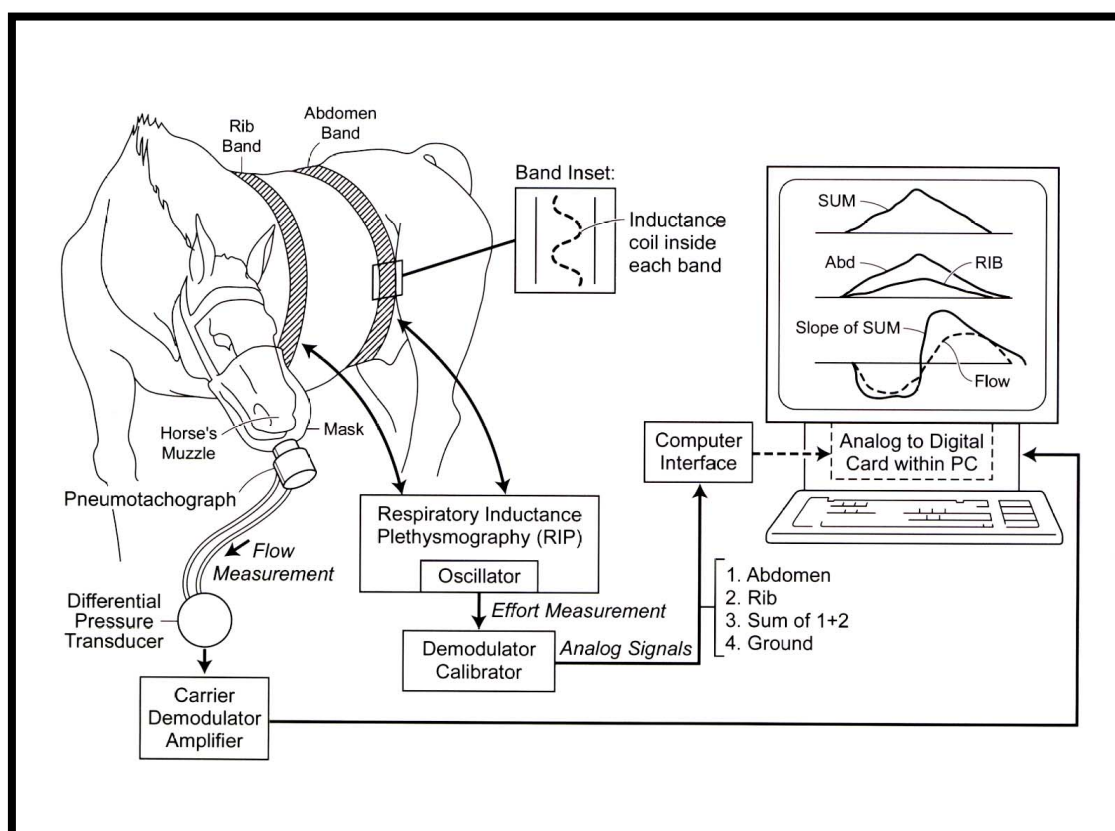 Rib
Band
Abdomen
Band
Band Inset:
Inductance
coil inside
each band
SUM
Abd
RIB
Slope of SUM
Flow
Horse's
Muzzle
Mask
Pneumotachograph
Flow
Measurement
Differential
Pressure
Transducer
Carrier
Demodulator
Amplifier
Respiratory Inductance
Plethysmography (RIP)
Oscillator
Effort Measurement
Demodulator
Calibrator
Analog Signals
Computer
Interface
Analog to Digital
Card within PC
1. Abdomen
2. Rib
3. Sum of 1+2
4. Ground